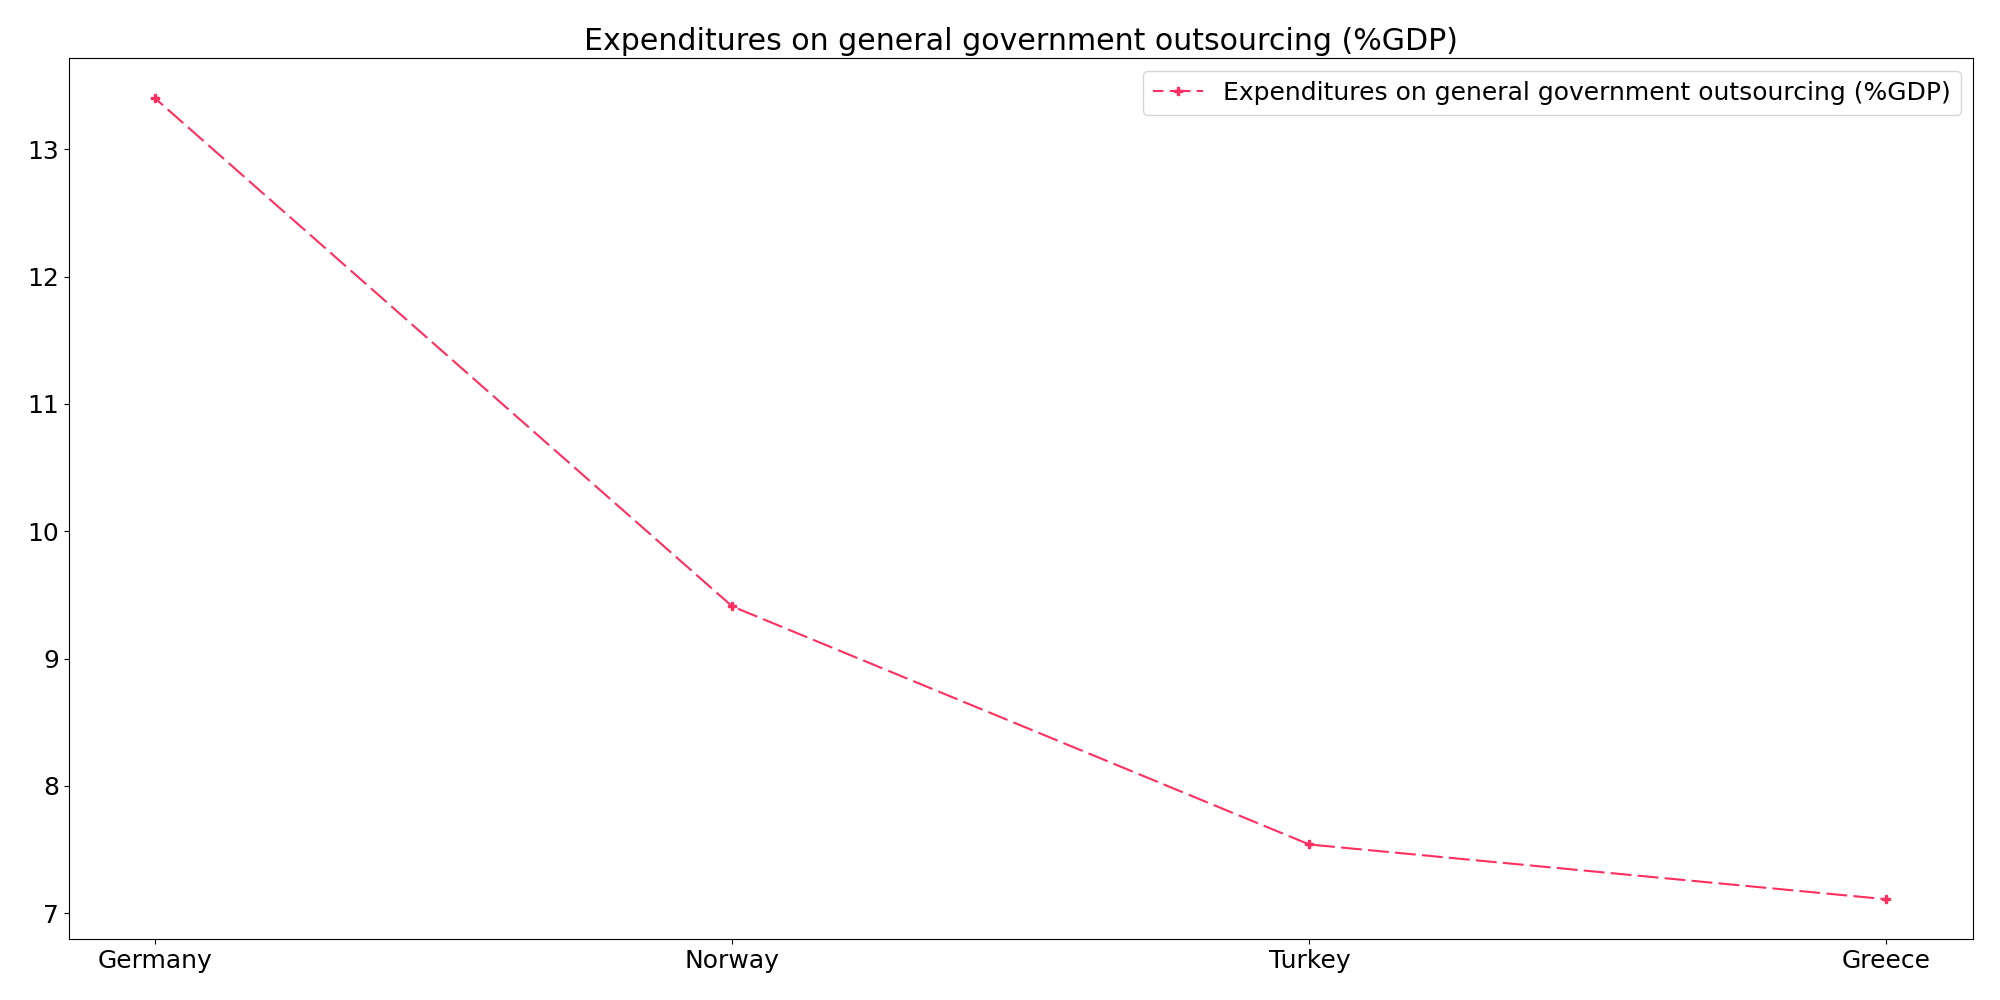 Expenditures on general government outsourcing (%GDP)
Expenditures on general government outsourcing (%GDP)
13
12
11
10
9
8
7
Germany Norway Turkey Greece